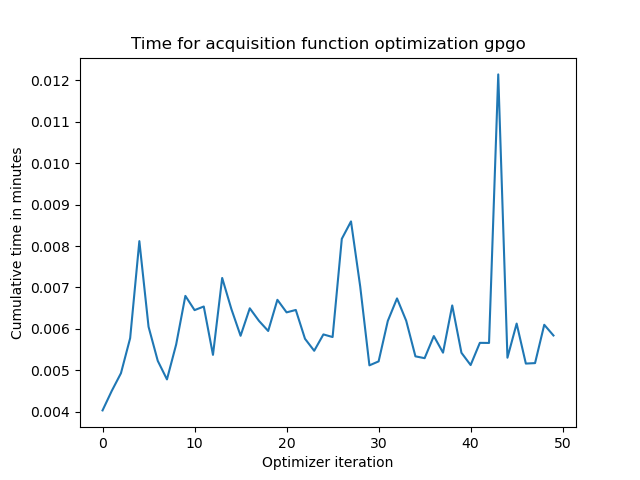 Time for acquisition function optimization gpgo
Cumulative time in minutes
0.012
0.011
0.010
0.009
0.008
0.007
0.006
0.005
0.004
0 10 20 30 40 50
Optimizer iteration